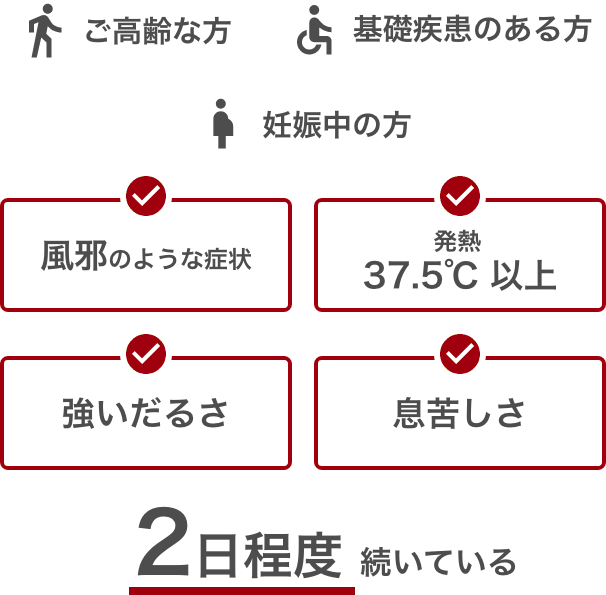 ご高齢な方
基礎疾患のある方
妊娠中の方
風邪のような症状
発熱
37.5℃ 以上
強いだるさ
息苦しさ
2日程度 続いている